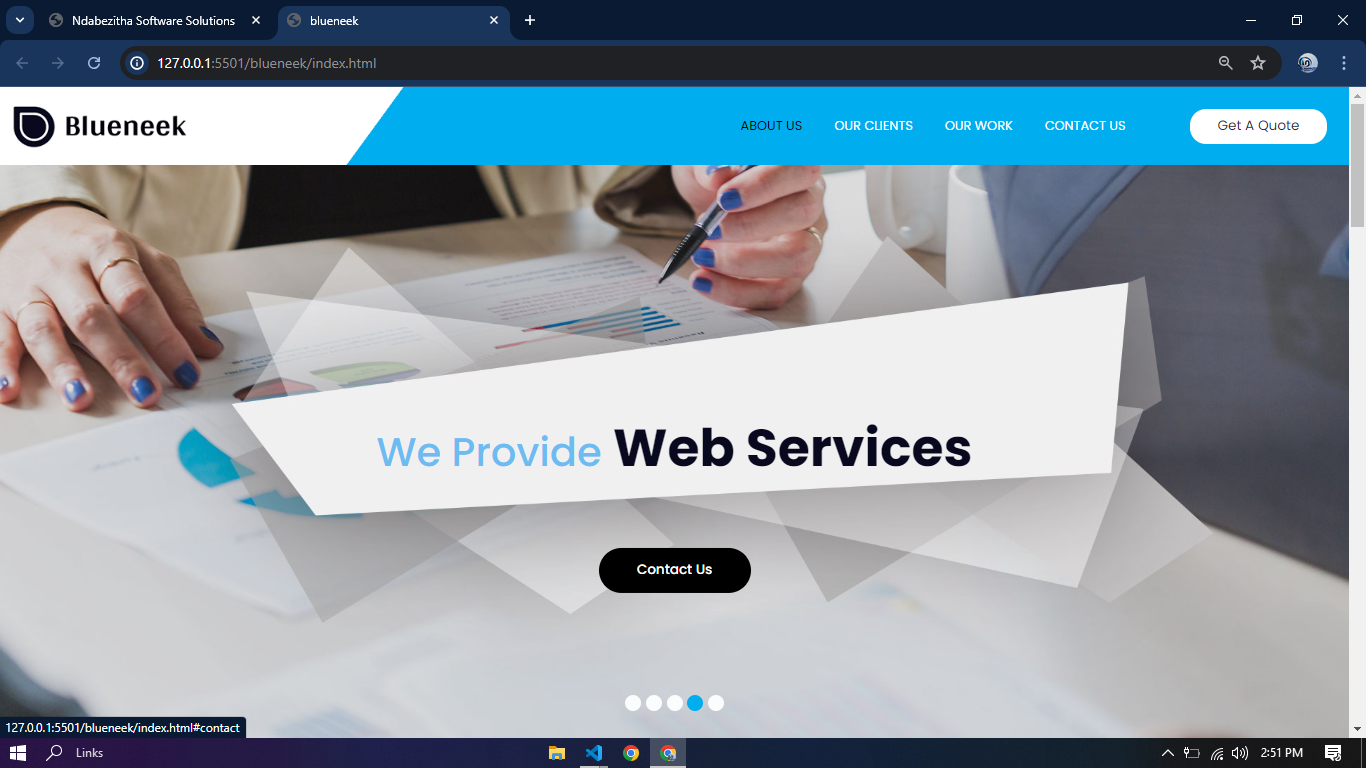 Ndabezitha Software Solutions
blueneek
127.0.0.1:5501/blueneek/index.html
Blueneek
ABOUT US
OUR CLIENTS
OUR WORK
CONTACT US
Get A Quote
We Provide Web Services
Contact Us
127.0.0.1:5501/blueneek/index.html#contact
Links
2:51 PM